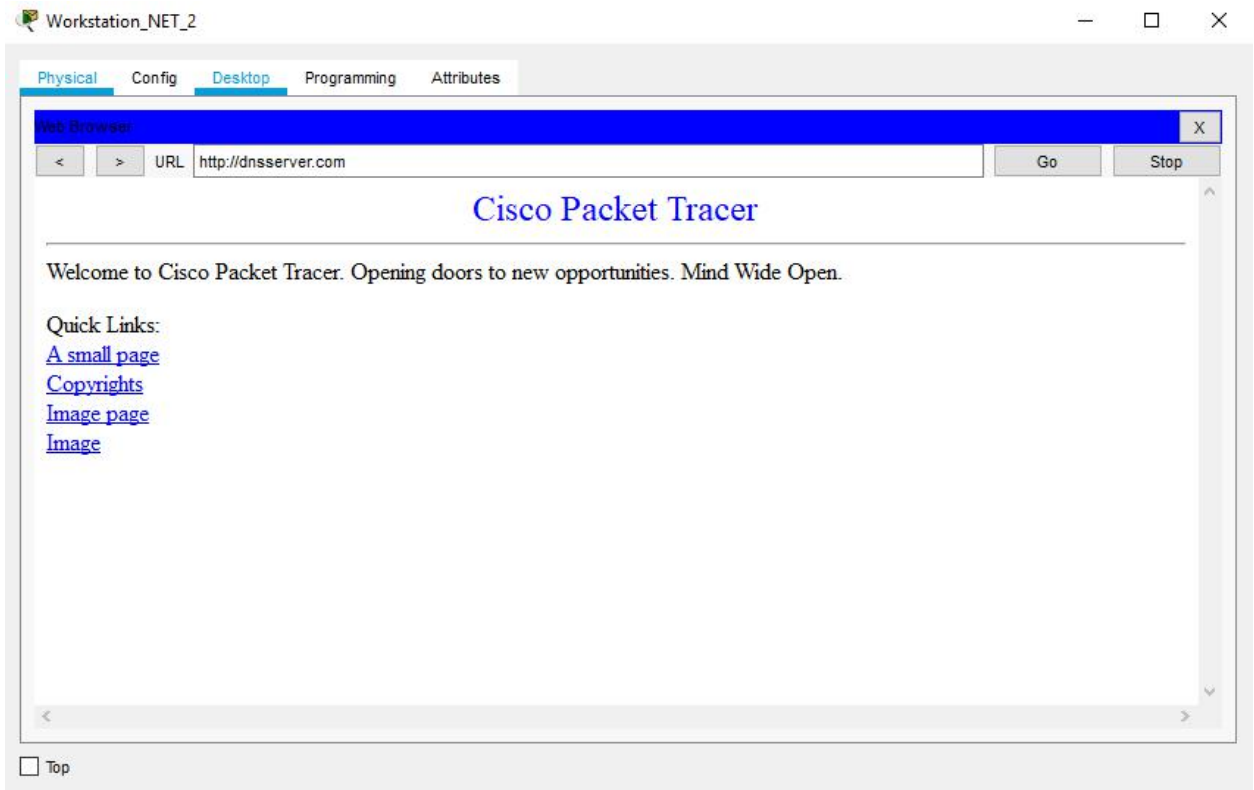 Workstation_NET_2
Physical Config Desktop Programming Attributes
Web Browser X
< > URL http://dnsserver.com Go Stop
Cisco Packet Tracer
Welcome to Cisco Packet Tracer. Opening doors to new opportunities. Mind Wide Open.
Quick Links:
A small page
Copyrights
Image page
Image
Top